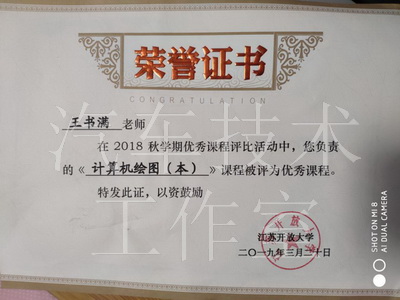 荣誉证书
CONGRATULATION
王书满 老师
在 2018 秋学期优秀课程评比活动中，您负责
的《 计算机绘图（本） 》课程被评为优秀课程。
特发此证，以资鼓励
江苏开放大学
二〇一九年三月二十日
汽车技术
工作室
SHOT ON MI 8
AI DUAL CAMERA